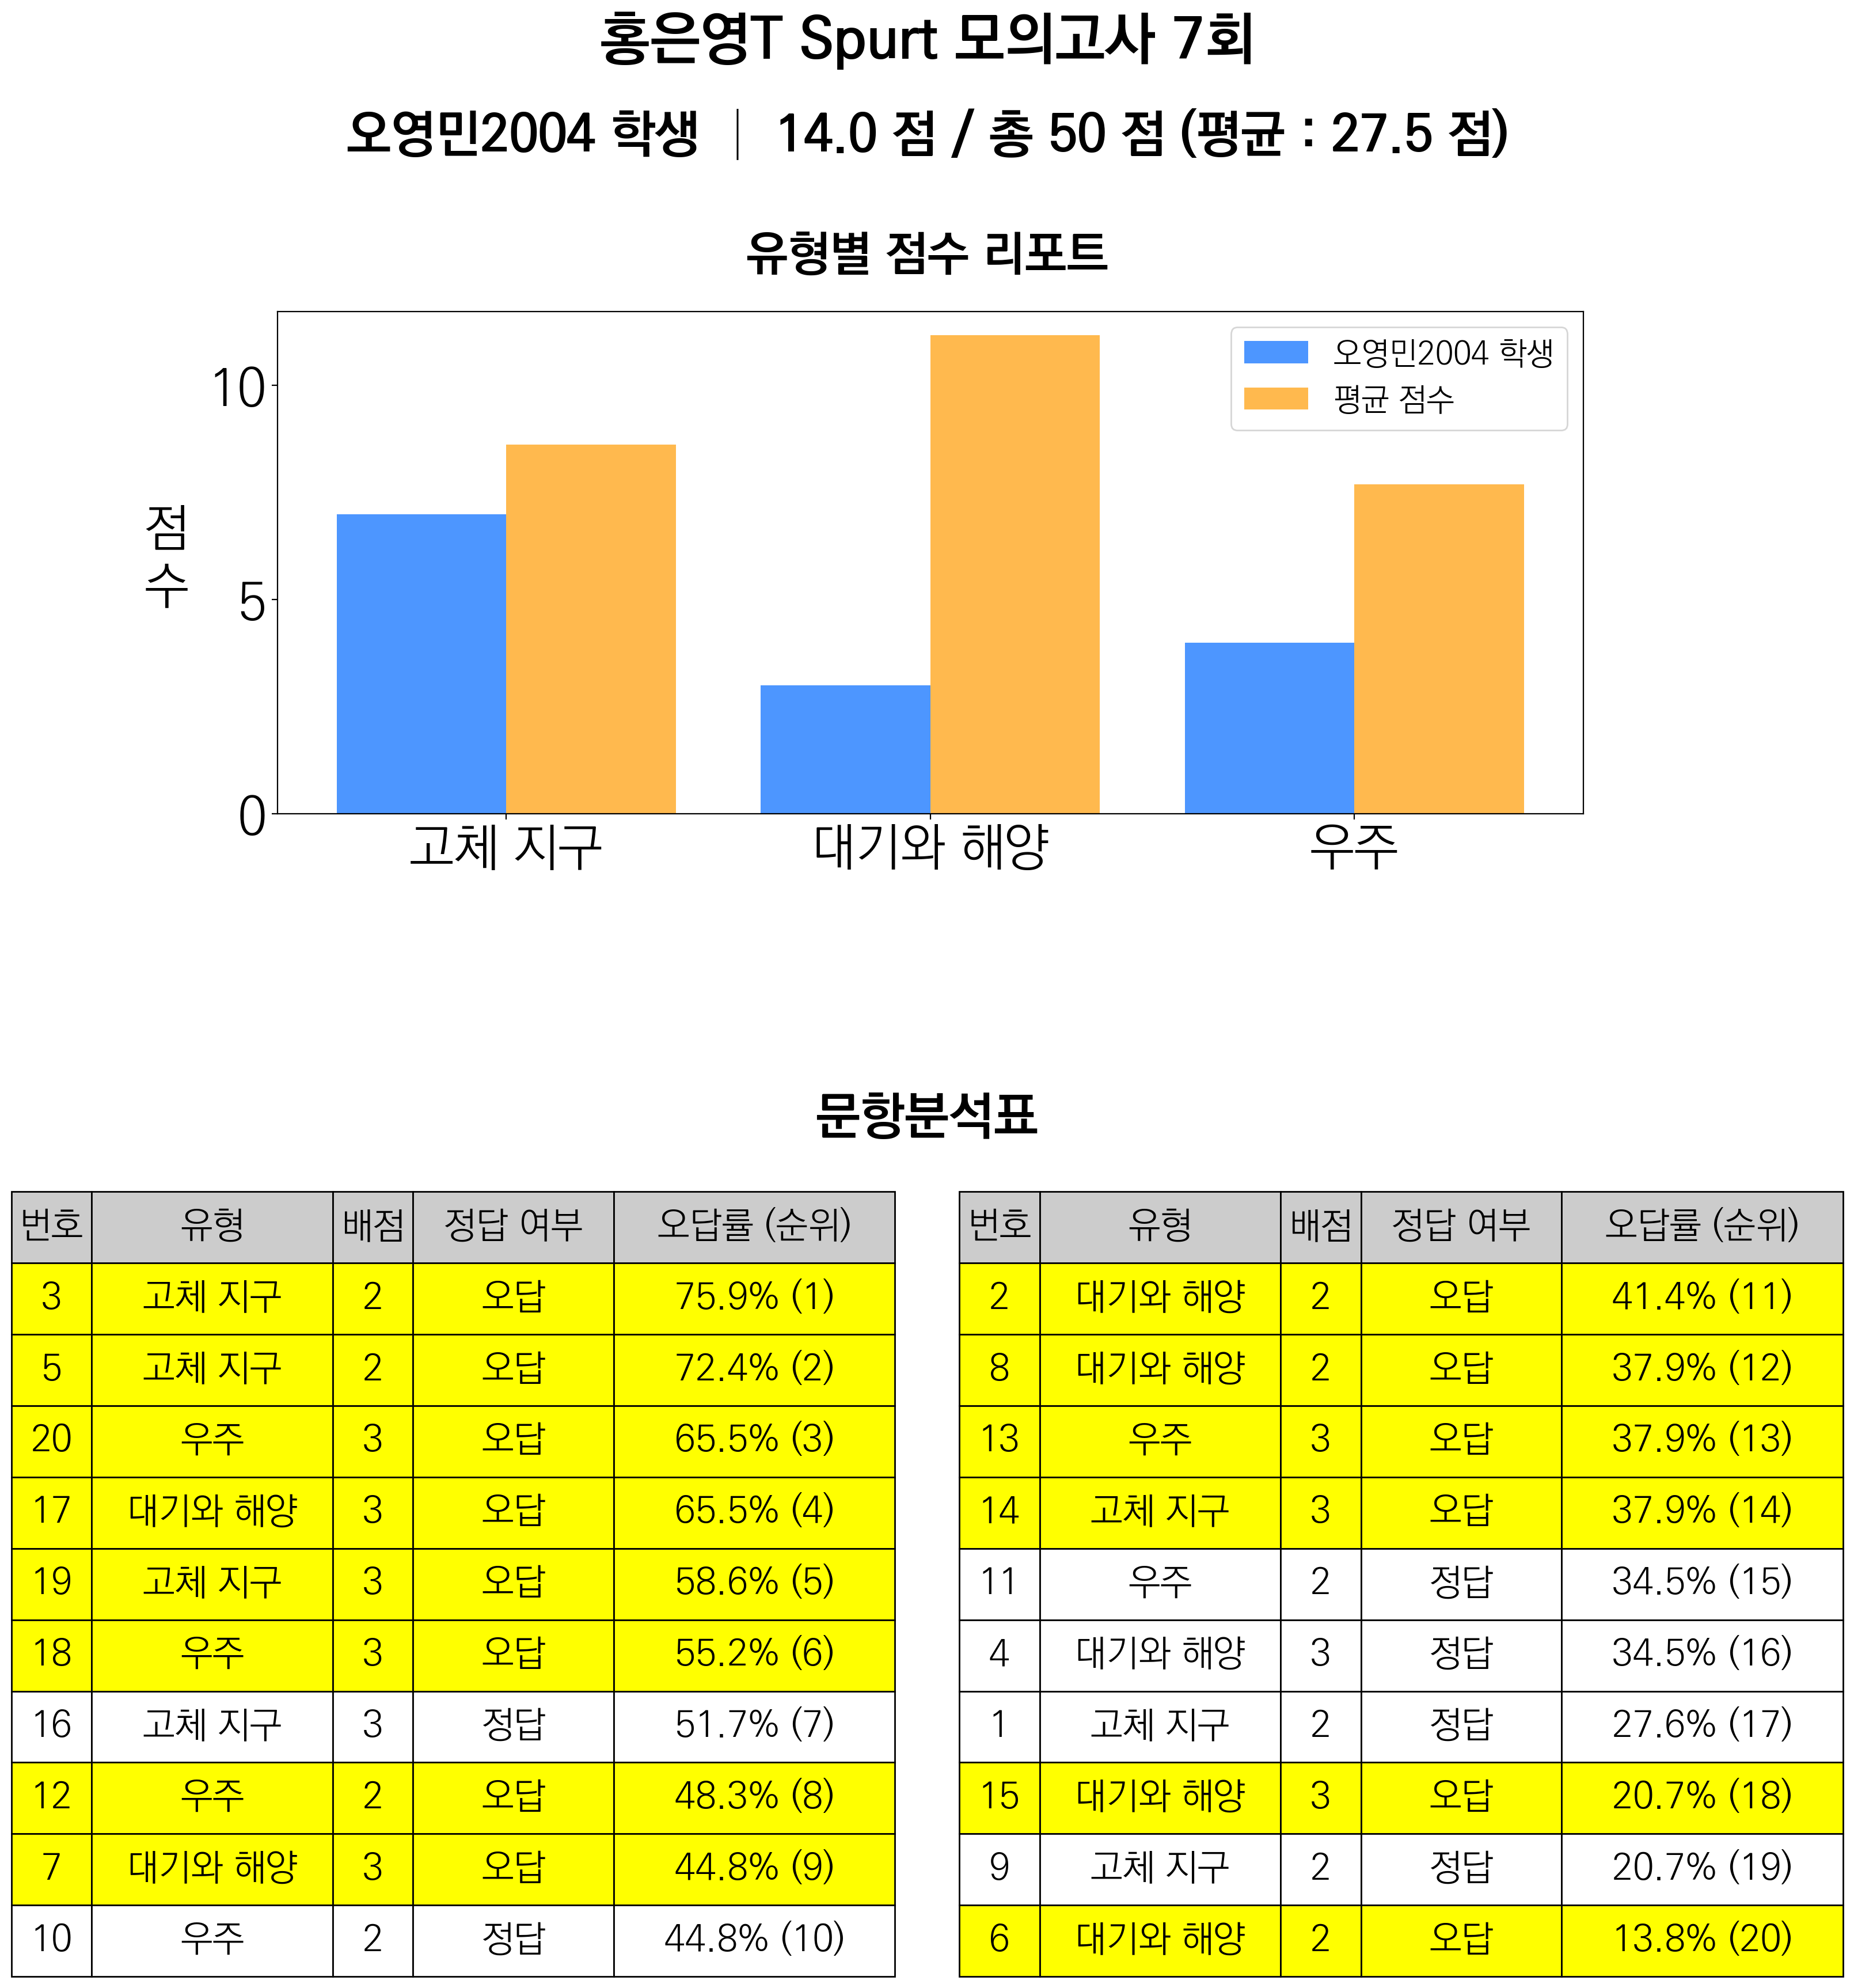 홍은영T Spurt 모의고사 7회
오영민2004 학생 | 14.0 점 / 총 50 점 (평균 : 27.5 점)
유형별 점수 리포트
오영민2004 학생
평균 점수
점
수
10
5
0
고체 지구 대기와 해양 우주
문항분석표
번호 유형 배점 정답 여부 오답률 (순위)
3 고체 지구 2 오답 75.9% (1)
5 고체 지구 2 오답 72.4% (2)
20 우주 3 오답 65.5% (3)
17 대기와 해양 3 오답 65.5% (4)
19 고체 지구 3 오답 58.6% (5)
18 우주 3 오답 55.2% (6)
16 고체 지구 3 정답 51.7% (7)
12 우주 2 오답 48.3% (8)
7 대기와 해양 3 오답 44.8% (9)
10 우주 2 정답 44.8% (10)
번호 유형 배점 정답 여부 오답률 (순위)
2 대기와 해양 2 오답 41.4% (11)
8 대기와 해양 2 오답 37.9% (12)
13 우주 3 오답 37.9% (13)
14 고체 지구 3 오답 37.9% (14)
11 우주 2 정답 34.5% (15)
4 대기와 해양 3 정답 34.5% (16)
1 고체 지구 2 정답 27.6% (17)
15 대기와 해양 3 오답 20.7% (18)
9 고체 지구 2 정답 20.7% (19)
6 대기와 해양 2 오답 13.8% (20)